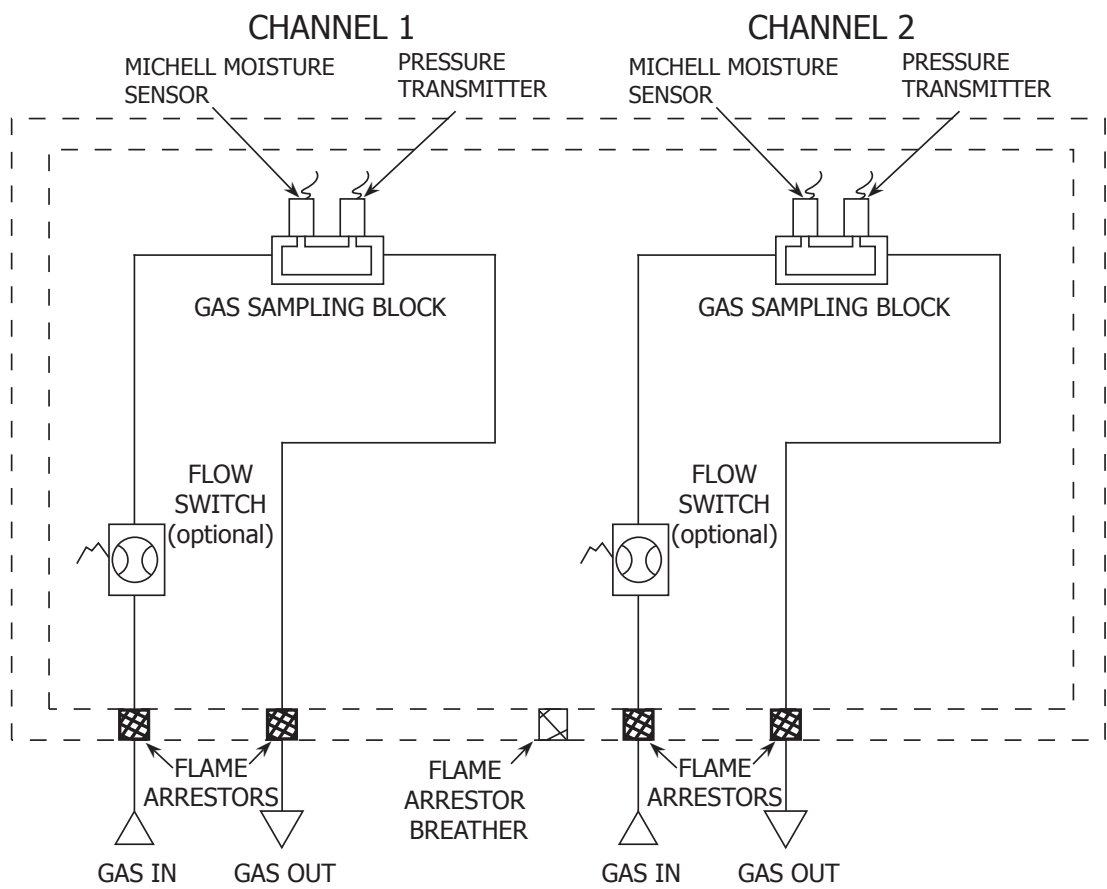 CHANNEL 1
MICHELL MOISTURE
SENSOR
PRESSURE
TRANSMITTER
GAS SAMPLING BLOCK
FLOW
SWITCH
(optional)
FLAME
ARRESTORS
GAS IN
GAS OUT
FLAME
ARRESTOR
BREATHER
CHANNEL 2
MICHELL MOISTURE
SENSOR
PRESSURE
TRANSMITTER
GAS SAMPLING BLOCK
FLOW
SWITCH
(optional)
FLAME
ARRESTORS
GAS IN
GAS OUT